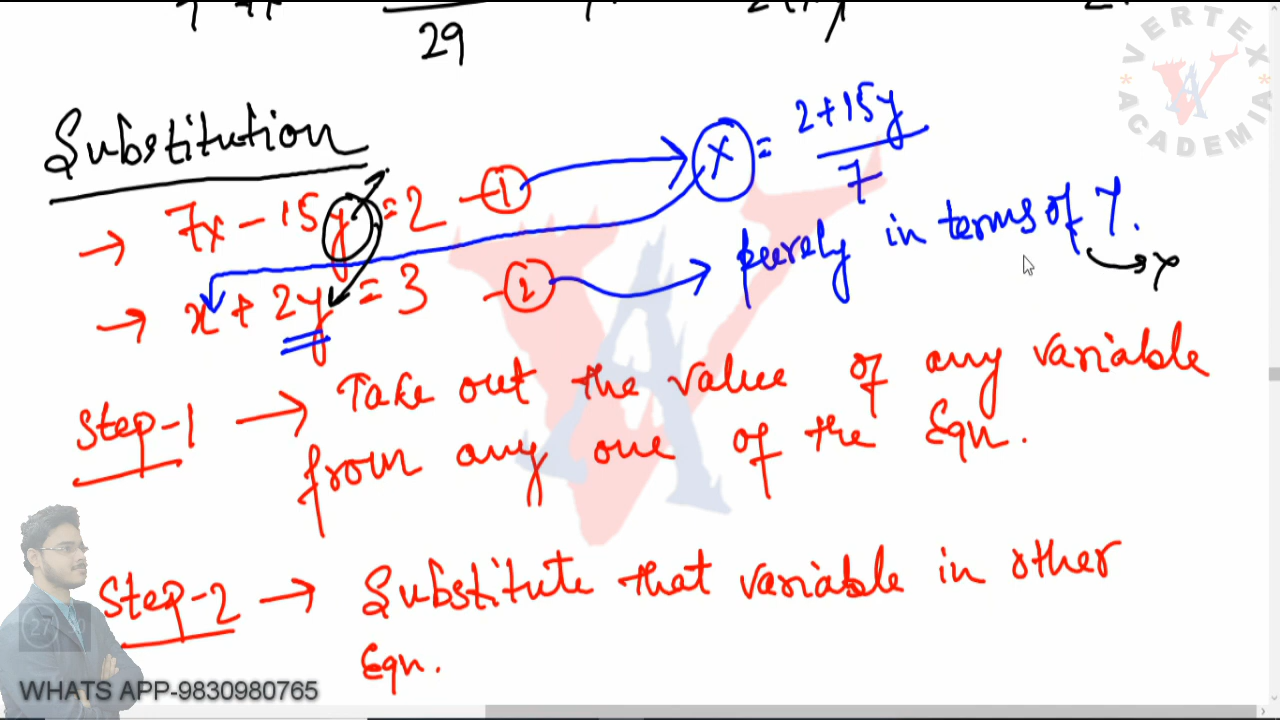 29
VERTEX
ACADEMIA
Substitution
→ 7x - 15y = 2 - ①
x = 2+15y / 7
→ x + 2y = 3 - ②
purely in terms of y.
Step-1 → Take out the value of any variable
from any one of the Eqn.
Step-2 → Substitute that variable in other
Eqn.
WHATS APP-9830980765